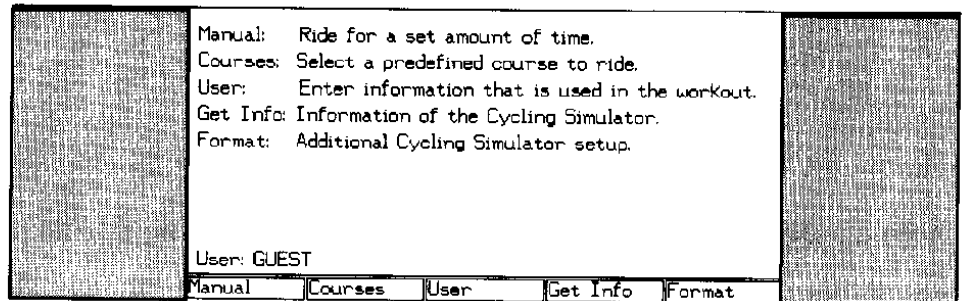 Manual: Ride for a set amount of time.
Courses: Select a predefined course to ride.
User: Enter information that is used in the workout.
Get Info: Information of the Cycling Simulator.
Format: Additional Cycling Simulator setup.
User: GUEST
Manual Courses User Get Info Format